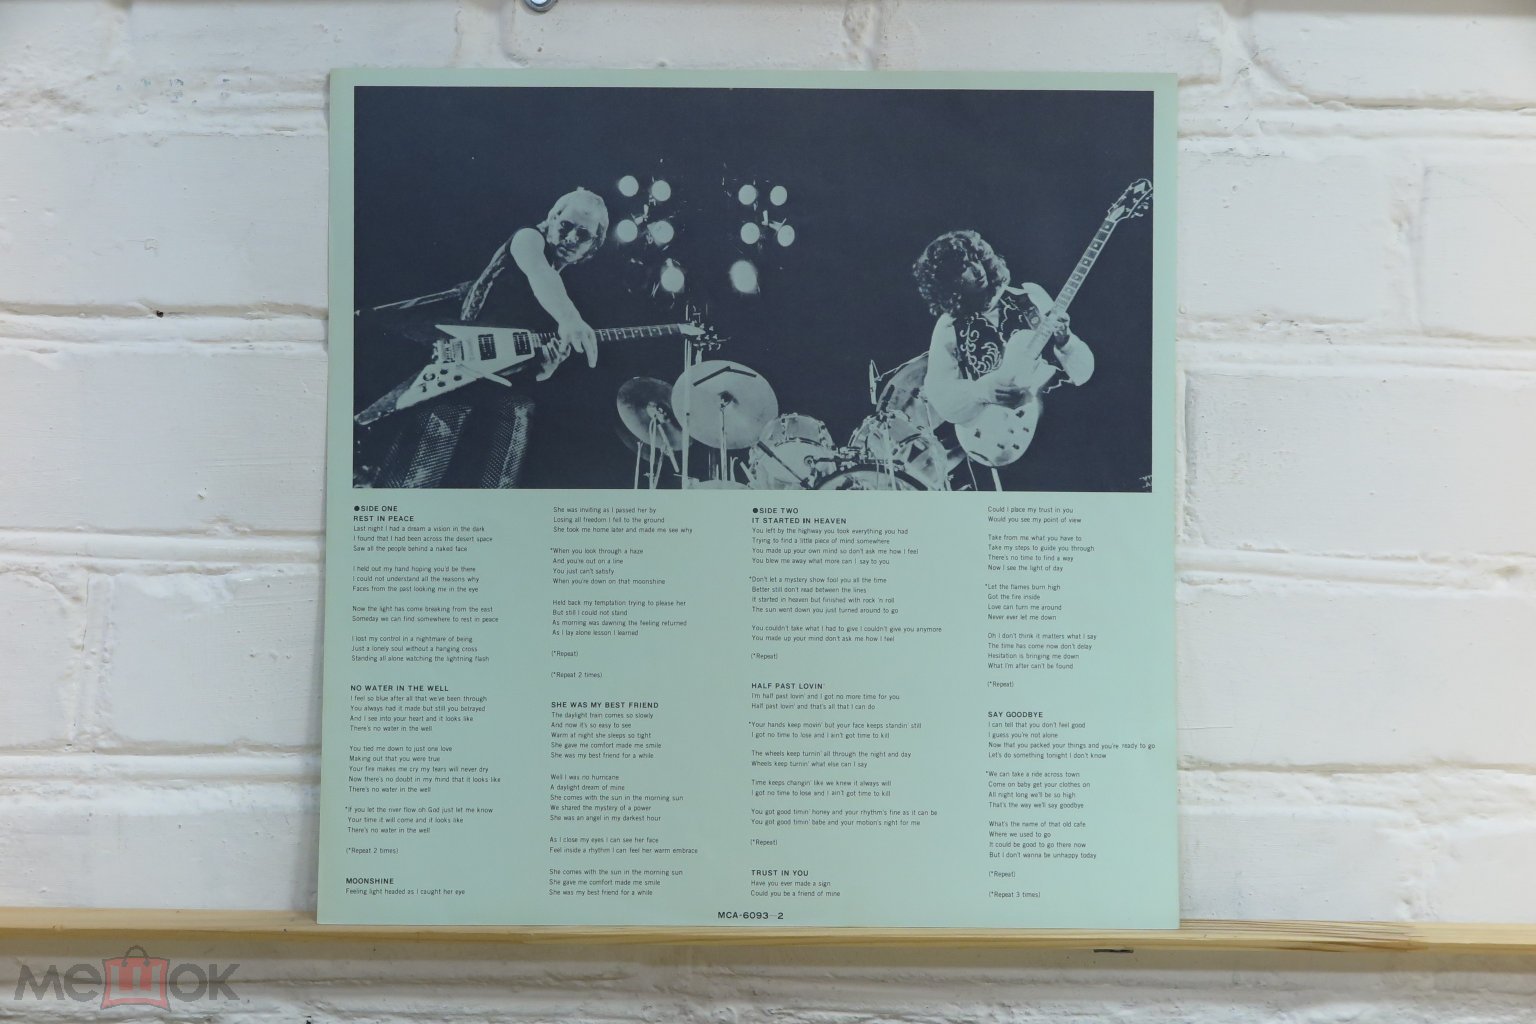 ●SIDE ONE
REST IN PEACE
Last night I had a dream a vision in the dark
I found that I had been across the desert space
Saw all the people behind a naked face
I held out my hand hoping you'd be there
I could not understand all the reasons why
Faces from the past looking me in the eye
Now the light has come breaking from the east
Someday we can find somewhere to rest in peace
I lost my control in a nightmare of being
Just a lonely soul without a hanging cross
Standing all alone watching the lightning flash
NO WATER IN THE WELL
I feel so blue after all that we've been through
You always had it made but still you betrayed
And I see into your heart and it looks like
There's no water in the well
You tied me down to just one love
Making out that you were true
Your fire makes me cry my tears will never dry
Now there's no doubt in my mind that it looks like
There's no water in the well
*If you let the river flow oh God just let me know
Your time it will come and it looks like
There's no water in the well
(*Repeat 2 times)
MOONSHINE
Feeling light headed as I caught her eye
She was inviting as I passed her by
Losing all freedom I fell to the ground
She took me home later and made me see why
*When you look through a haze
And you're out on a line
You just can't satisfy
When you're down on that moonshine
Held back my temptation trying to please her
But still I could not stand
As morning was dawning the feeling returned
As I lay alone lesson I learned
(*Repeat)
(*Repeat 2 times)
SHE WAS MY BEST FRIEND
The daylight train comes so slowly
And now it's so easy to see
Warm at night she sleeps so tight
She gave me comfort made me smile
She was my best friend for a while
Well I was no hurricane
A daylight dream of mine
She comes with the sun in the morning sun
We shared the mystery of a power
She was an angel in my darkest hour
As I close my eyes I can see her face
Feel inside a rhythm I can feel her warm embrace
She comes with the sun in the morning sun
She gave me comfort made me smile
She was my best friend for a while
●SIDE TWO
IT STARTED IN HEAVEN
You left by the highway you took everything you had
Trying to find a little piece of mind somewhere
You made up your own mind so don't ask me how I feel
You blew me away what more can I say to you
*Don't let a mystery show fool you all the time
Better still don't read between the lines
It started in heaven but finished with rock 'n roll
The sun went down you just turned around to go
You couldn't take what I had to give I couldn't give you anymore
You made up your mind don't ask me how I feel
(*Repeat)
HALF PAST LOVIN'
I'm half past lovin' and I got no more time for you
Half past lovin' and that's all that I can do
*Your hands keep movin' but your face keeps standin' still
I got no time to lose and I ain't got time to kill
The wheels keep turnin' all through the night and day
Wheels keep turnin' what else can I say
Time keeps changin' like we knew it always will
I got no time to lose and I ain't got time to kill
You got good timin' honey and your rhythm's fine as it can be
You got good timin' babe and your motion's right for me
(*Repeat)
TRUST IN YOU
Have you ever made a sign
Could you be a friend of mine
Could I place my trust in you
Would you see my point of view
Take from me what you have to
Take my steps to guide you through
There's no time to find a way
Now I see the light of day
*Let the flames burn high
Got the fire inside
Love can turn me around
Never ever let me down
Oh I don't think it matters what I say
The time has come now don't delay
Hesitation is bringing me down
What I'm after can't be found
(*Repeat)
SAY GOODBYE
I can tell that you don't feel good
I guess you're not alone
Now that you packed your things and you're ready to go
Let's do something tonight I don't know
*We can take a ride across town
Come on baby get your clothes on
All night long we'll be so high
That's the way we'll say goodbye
What's the name of that old cafe
Where we used to go
It could be good to go there now
But I don't wanna be unhappy today
(*Repeat)
(*Repeat 3 times)
MCA-6093-2
мешок